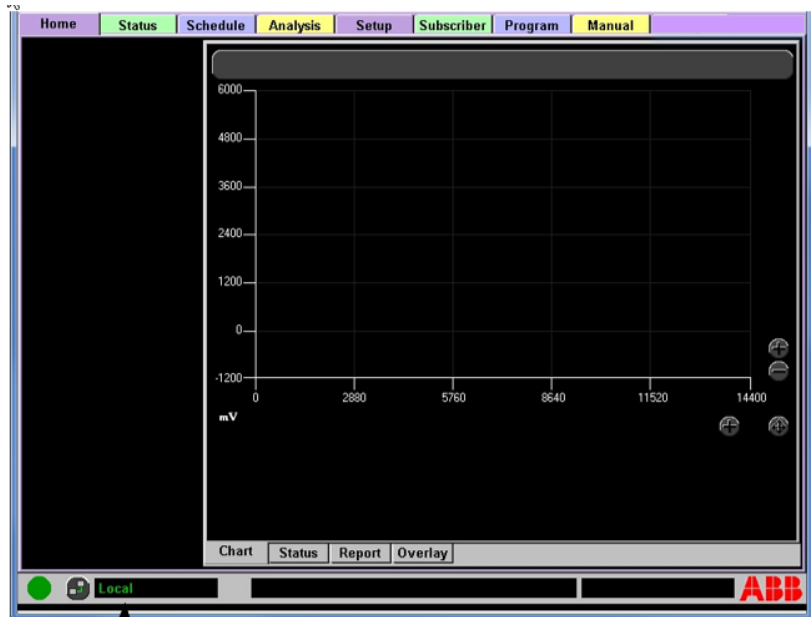 Home Status Schedule Analysis Setup Subscriber Program Manual
6000
4800
3600
2400
1200
0
-1200
0 2880 5760 8640 11520 14400
mV
Chart Status Report Overlay
Local
ABB